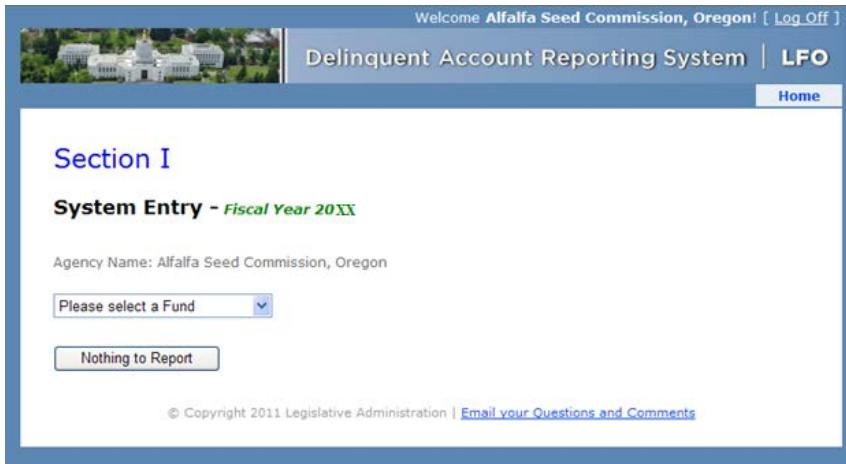 Welcome Alfalfa Seed Commission, Oregon! [ Log Off ]
Delinquent Account Reporting System | LFO
Home
Section I
System Entry - Fiscal Year 20XX
Agency Name: Alfalfa Seed Commission, Oregon
Please select a Fund
Nothing to Report
© Copyright 2011 Legislative Administration | Email your Questions and Comments